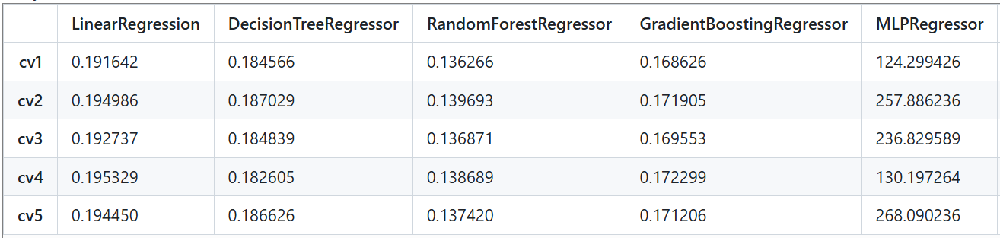 LinearRegression DecisionTreeRegressor RandomForestRegressor GradientBoostingRegressor MLPRegressor
cv1 0.191642 0.184566 0.136266 0.168626 124.299426
cv2 0.194986 0.187029 0.139693 0.171905 257.886236
cv3 0.192737 0.184839 0.136871 0.169553 236.829589
cv4 0.195329 0.182605 0.138689 0.172299 130.197264
cv5 0.194450 0.186626 0.137420 0.171206 268.090236